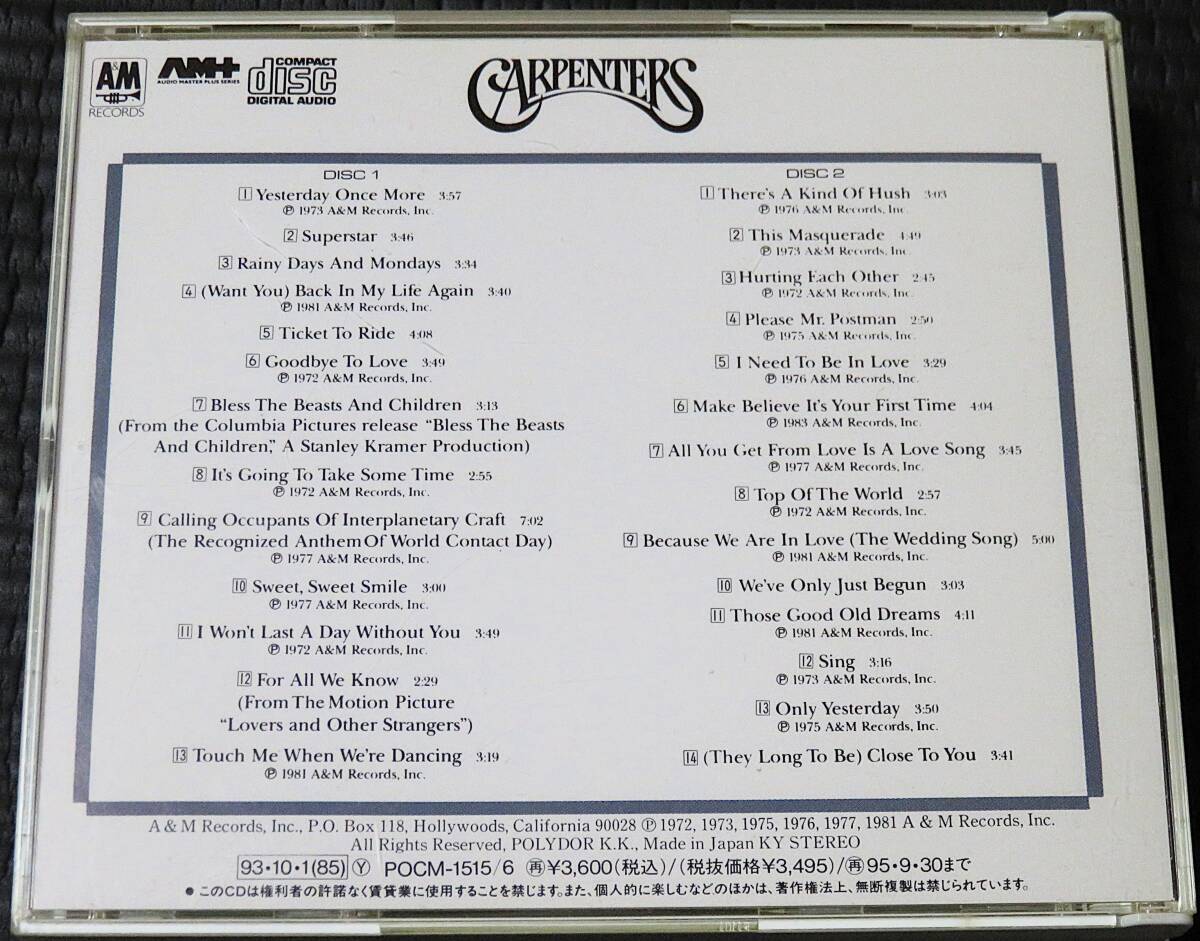 A&M
RECORDS
AM+
AUDIO MASTER PLUS SERIES
COMPACT
disc
DIGITAL AUDIO
CARPENTERS
DISC 1
1 Yesterday Once More 3:57
℗ 1973 A&M Records, Inc.
2 Superstar 3:46
3 Rainy Days And Mondays 3:34
4 (Want You) Back In My Life Again 3:40
℗ 1981 A&M Records, Inc.
5 Ticket To Ride 4:08
6 Goodbye To Love 3:49
℗ 1972 A&M Records, Inc.
7 Bless The Beasts And Children 3:13
(From the Columbia Pictures release “Bless The Beasts
And Children,” A Stanley Kramer Production)
8 It's Going To Take Some Time 2:55
℗ 1972 A&M Records, Inc.
9 Calling Occupants Of Interplanetary Craft 7:02
(The Recognized Anthem Of World Contact Day)
℗ 1977 A&M Records, Inc.
10 Sweet, Sweet Smile 3:00
℗ 1977 A&M Records, Inc.
11 I Won't Last A Day Without You 3:49
℗ 1972 A&M Records, Inc.
12 For All We Know 2:29
(From The Motion Picture
“Lovers and Other Strangers”)
13 Touch Me When We're Dancing 3:19
℗ 1981 A&M Records, Inc.
DISC 2
1 There's A Kind Of Hush 3:03
℗ 1976 A&M Records, Inc.
2 This Masquerade 4:49
℗ 1973 A&M Records, Inc.
3 Hurting Each Other 2:45
℗ 1972 A&M Records, Inc.
4 Please Mr. Postman 2:50
℗ 1975 A&M Records, Inc.
5 I Need To Be In Love 3:29
℗ 1976 A&M Records, Inc.
6 Make Believe It's Your First Time 4:04
℗ 1983 A&M Records, Inc.
7 All You Get From Love Is A Love Song 3:45
℗ 1977 A&M Records, Inc.
8 Top Of The World 2:57
℗ 1972 A&M Records, Inc.
9 Because We Are In Love (The Wedding Song) 5:00
℗ 1981 A&M Records, Inc.
10 We've Only Just Begun 3:03
11 Those Good Old Dreams 4:11
℗ 1981 A&M Records, Inc.
12 Sing 3:16
℗ 1973 A&M Records, Inc.
13 Only Yesterday 3:50
℗ 1975 A&M Records, Inc.
14 (They Long To Be) Close To You 3:41
A & M Records, Inc., P.O. Box 118, Hollywoods, California 90028 ℗ 1972, 1973, 1975, 1976, 1977, 1981 A & M Records, Inc.
All Rights Reserved, POLYDOR K.K., Made in Japan KY STEREO
93・10・1(85) Ⓨ POCM-1515/6 ㊢¥3,600(税込)/(税抜価格¥3,495)/再95・9・30まで
●このCDは権利者の許諾なく賃貸業に使用することを禁じます。また、個人的に楽しむなどのほかは、著作権法上、無断複製は禁じられています。